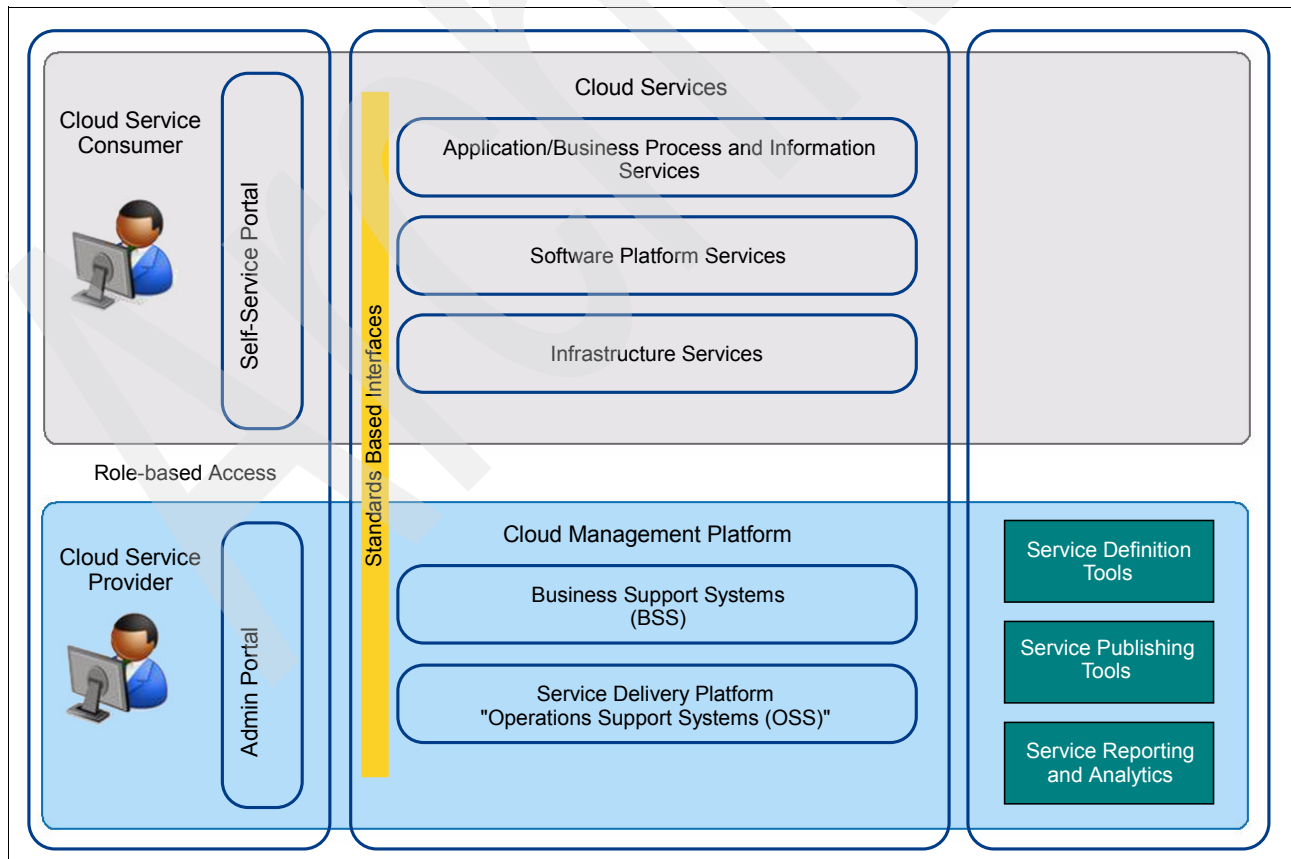 Cloud Service
Consumer
Self-Service Portal
Role-based Access
Cloud Service
Provider
Admin Portal
Standards Based Interfaces
Cloud Services
Application/Business Process and Information
Services
Software Platform Services
Infrastructure Services
Cloud Management Platform
Business Support Systems
(BSS)
Service Delivery Platform
"Operations Support Systems (OSS)"
Service Definition
Tools
Service Publishing
Tools
Service Reporting
and Analytics